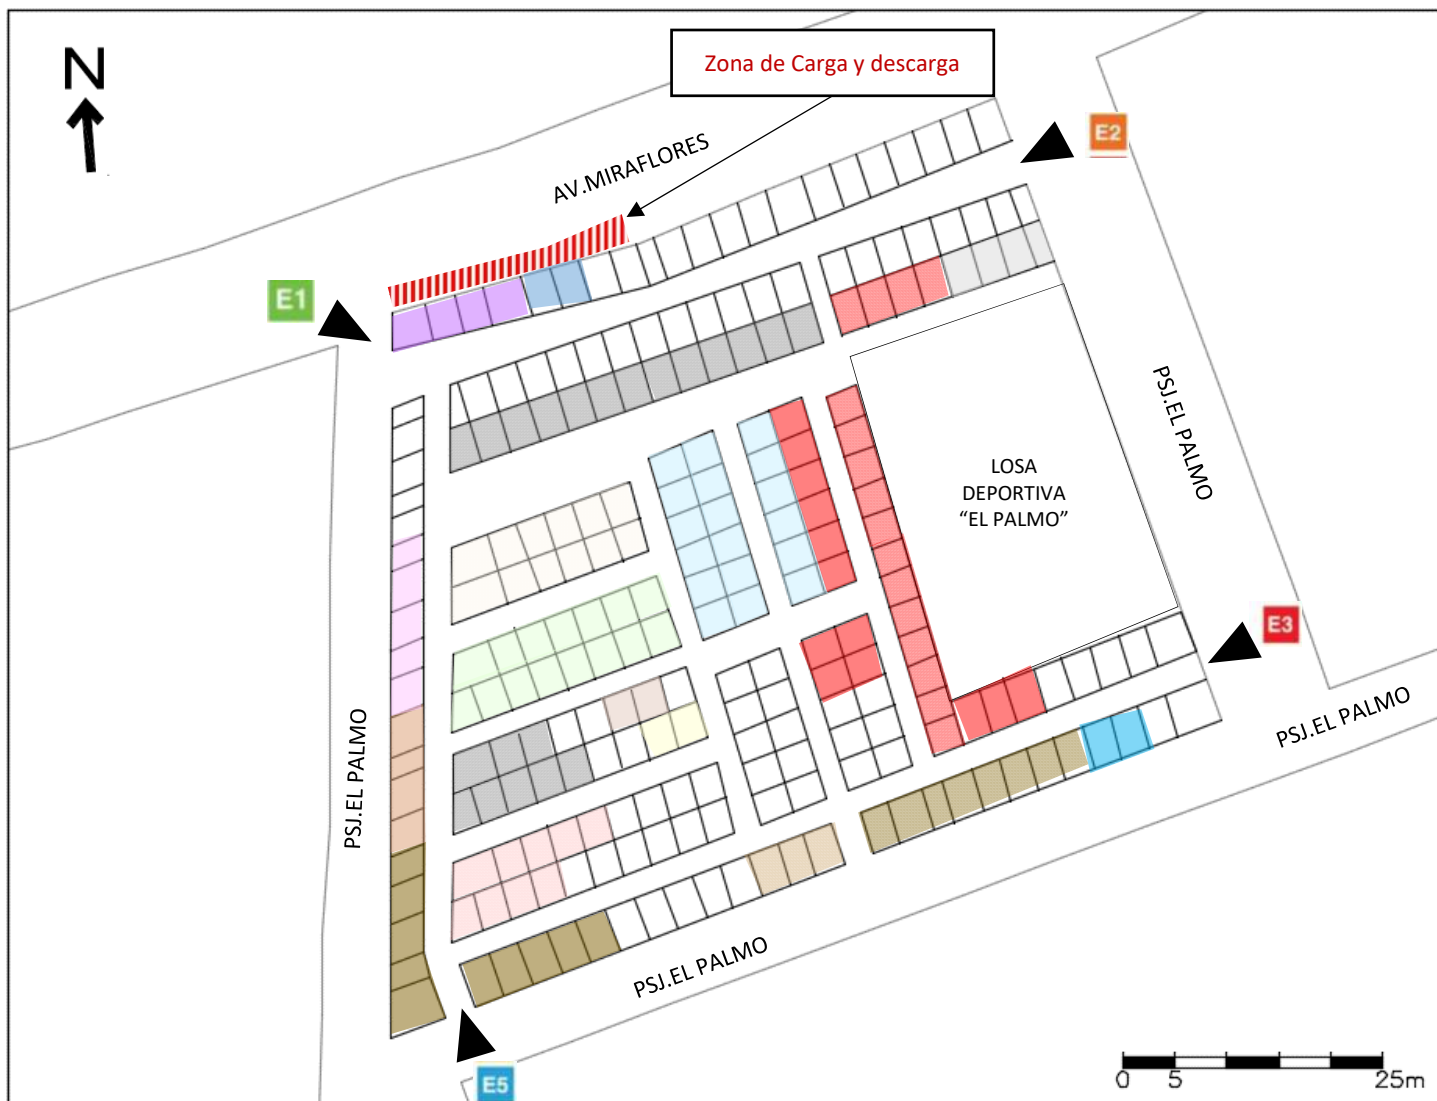 N
Zona de Carga y descarga
AV.MIRAFLORES
E2
E1
PSJ.EL PALMO
LOSA
DEPORTIVA
“EL PALMO”
E3
PSJ.EL PALMO
PSJ.EL PALMO
PSJ.EL PALMO
E5
0 5 25m